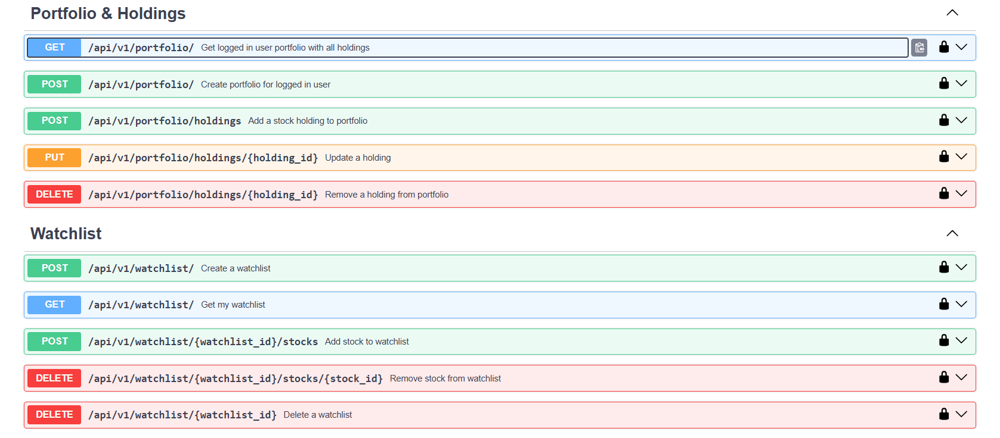 Portfolio & Holdings
GET /api/v1/portfolio/ Get logged in user portfolio with all holdings
POST /api/v1/portfolio/ Create portfolio for logged in user
POST /api/v1/portfolio/holdings Add a stock holding to portfolio
PUT /api/v1/portfolio/holdings/{holding_id} Update a holding
DELETE /api/v1/portfolio/holdings/{holding_id} Remove a holding from portfolio
Watchlist
POST /api/v1/watchlist/ Create a watchlist
GET /api/v1/watchlist/ Get my watchlist
POST /api/v1/watchlist/{watchlist_id}/stocks Add stock to watchlist
DELETE /api/v1/watchlist/{watchlist_id}/stocks/{stock_id} Remove stock from watchlist
DELETE /api/v1/watchlist/{watchlist_id} Delete a watchlist